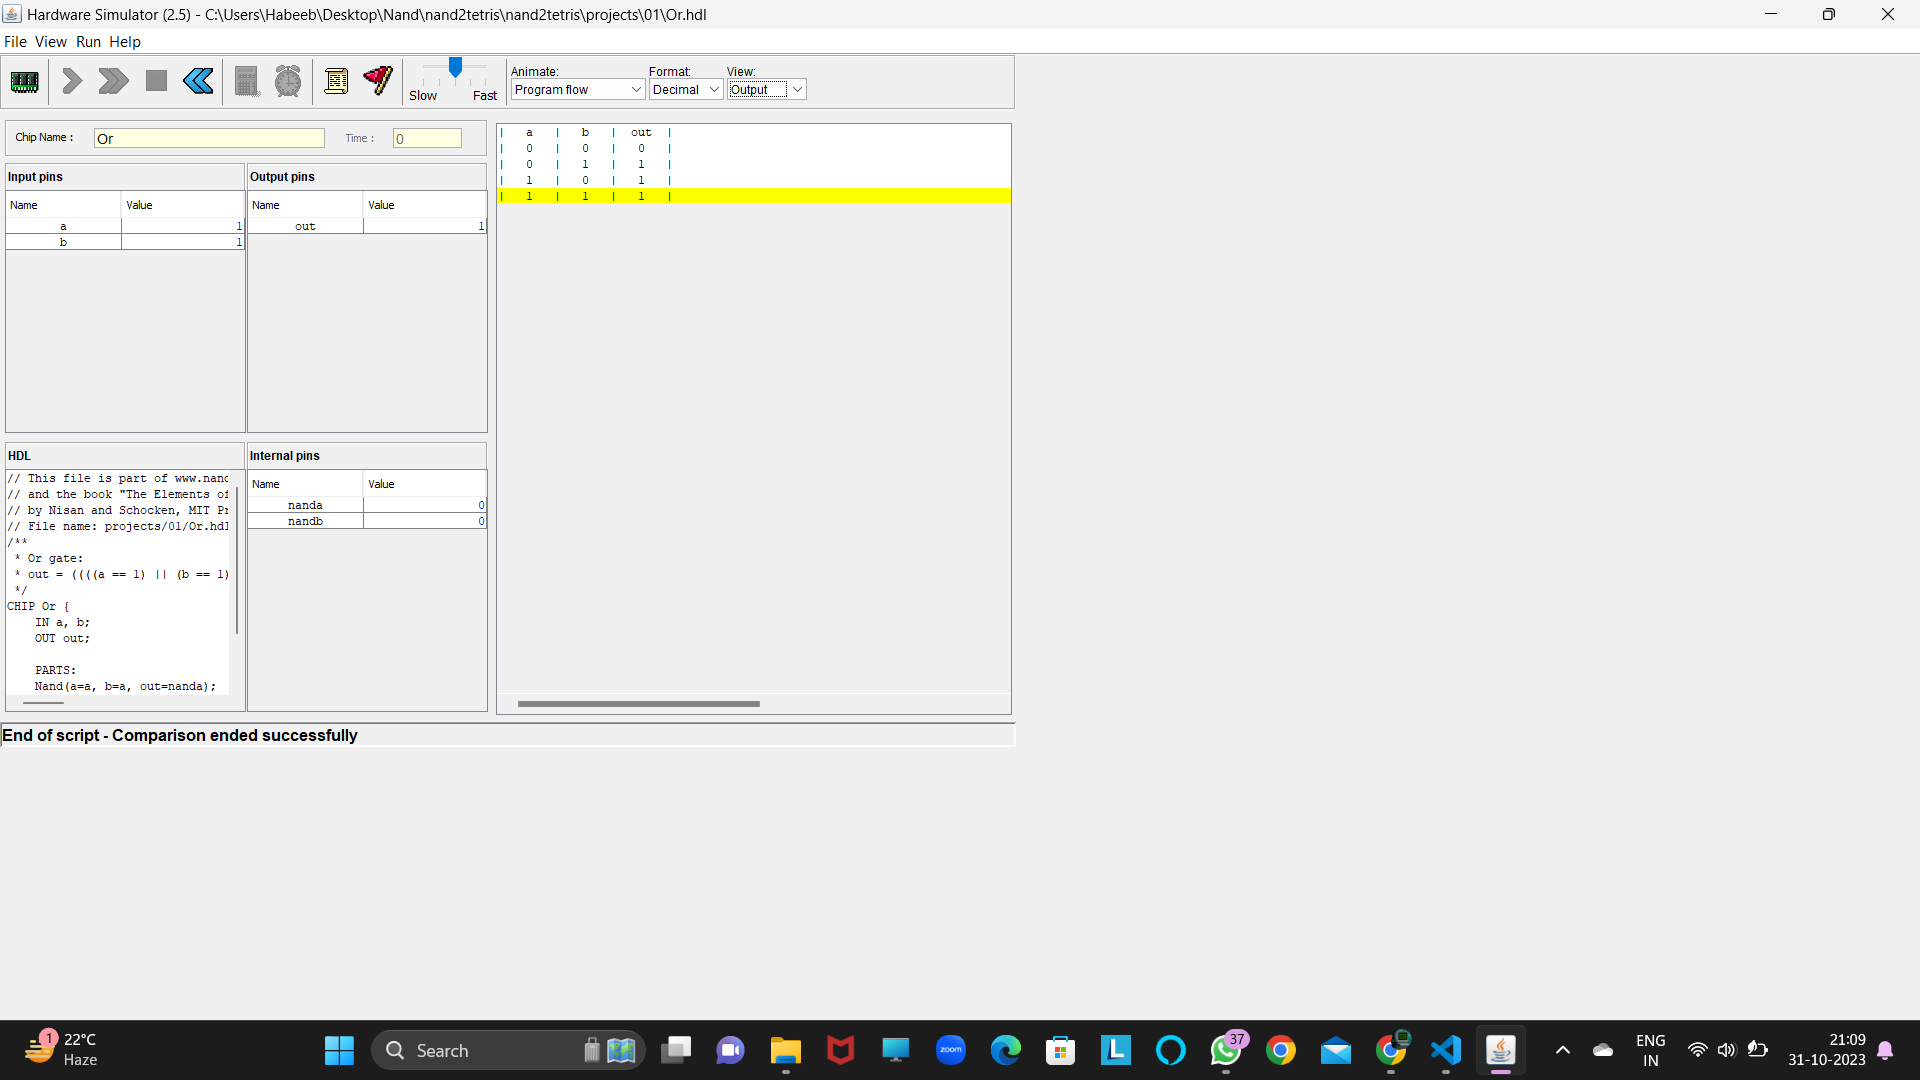 Hardware Simulator (2.5) - C:\Users\Habeeb\Desktop\Nand\nand2tetris\nand2tetris\projects\01\Or.hdl
File View Run Help
Slow Fast
Animate: Format: View:
Program flow Decimal Output
Chip Name : Or Time : 0
Input pins
Name Value
a 1
b 1
Output pins
Name Value
out 1
| a | b | out |
| 0 | 0 | 0 |
| 0 | 1 | 1 |
| 1 | 0 | 1 |
| 1 | 1 | 1 |
HDL
// This file is part of www.nand
// and the book "The Elements of
// by Nisan and Schocken, MIT Pr
// File name: projects/01/Or.hdl
/**
* Or gate:
* out = ((((a == 1) || (b == 1)
*/
CHIP Or {
IN a, b;
OUT out;
PARTS:
Nand(a=a, b=a, out=nanda);
Internal pins
Name Value
nanda 0
nandb 0
End of script - Comparison ended successfully
1
22°C
Haze
Search
zoom
L
37
ENG
IN
21:09
31-10-2023